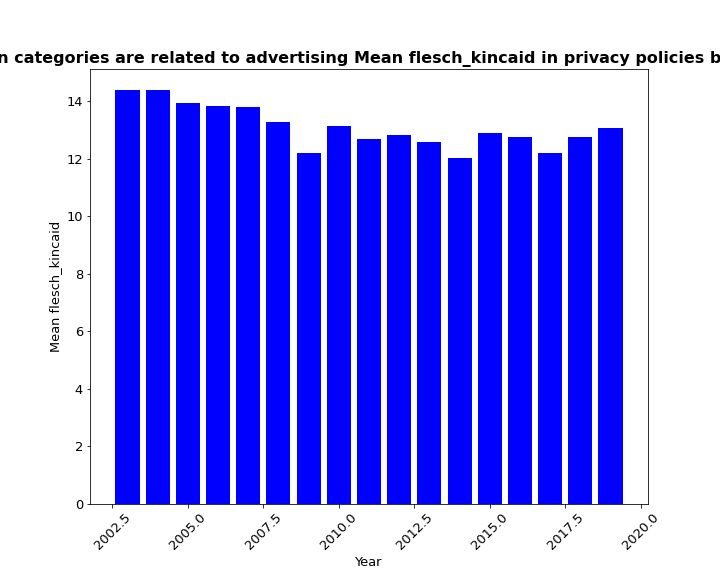 n categories are related to advertising Mean flesch_kincaid in privacy policies b
14
12
10
8
6
4
2
0
Mean flesch_kincaid
2002.5 2005.0 2007.5 2010.0 2012.5 2015.0 2017.5 2020.0
Year